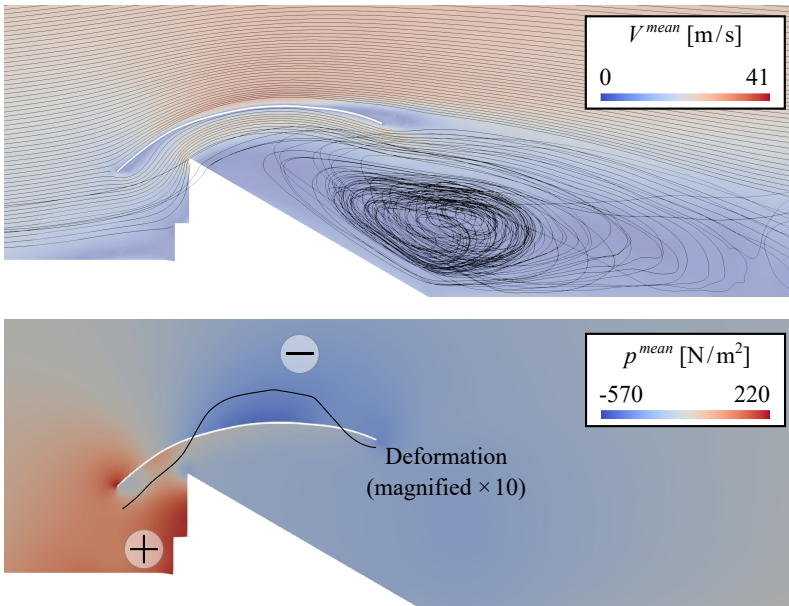 V mean [m/s]
0 41
p mean [N/m²]
-570 220
−
Deformation
(magnified ×10)
+